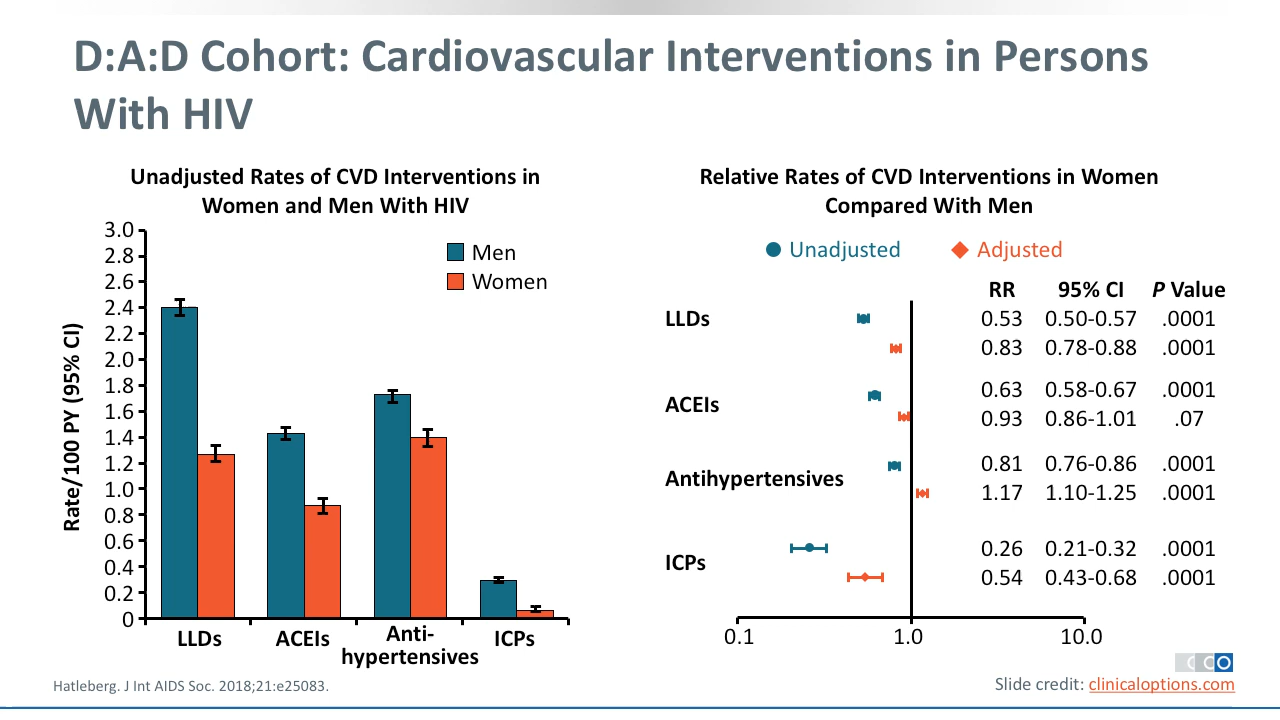 D:A:D Cohort: Cardiovascular Interventions in Persons
With HIV
Unadjusted Rates of CVD Interventions in
Women and Men With HIV
Men
Women
Rate/100 PY (95% CI)
3.0
2.8
2.6
2.4
2.2
2.0
1.8
1.6
1.4
1.2
1.0
0.8
0.6
0.4
0.2
0
LLDs
ACEIs
Anti-
hypertensives
ICPs
Relative Rates of CVD Interventions in Women
Compared With Men
Unadjusted
Adjusted
RR 95% CI P Value
LLDs
0.53 0.50-0.57 .0001
0.83 0.78-0.88 .0001
ACEIs
0.63 0.58-0.67 .0001
0.93 0.86-1.01 .07
Antihypertensives
0.81 0.76-0.86 .0001
1.17 1.10-1.25 .0001
ICPs
0.26 0.21-0.32 .0001
0.54 0.43-0.68 .0001
0.1 1.0 10.0
CCO
Hatleberg. J Int AIDS Soc. 2018;21:e25083.
Slide credit: clinicaloptions.com